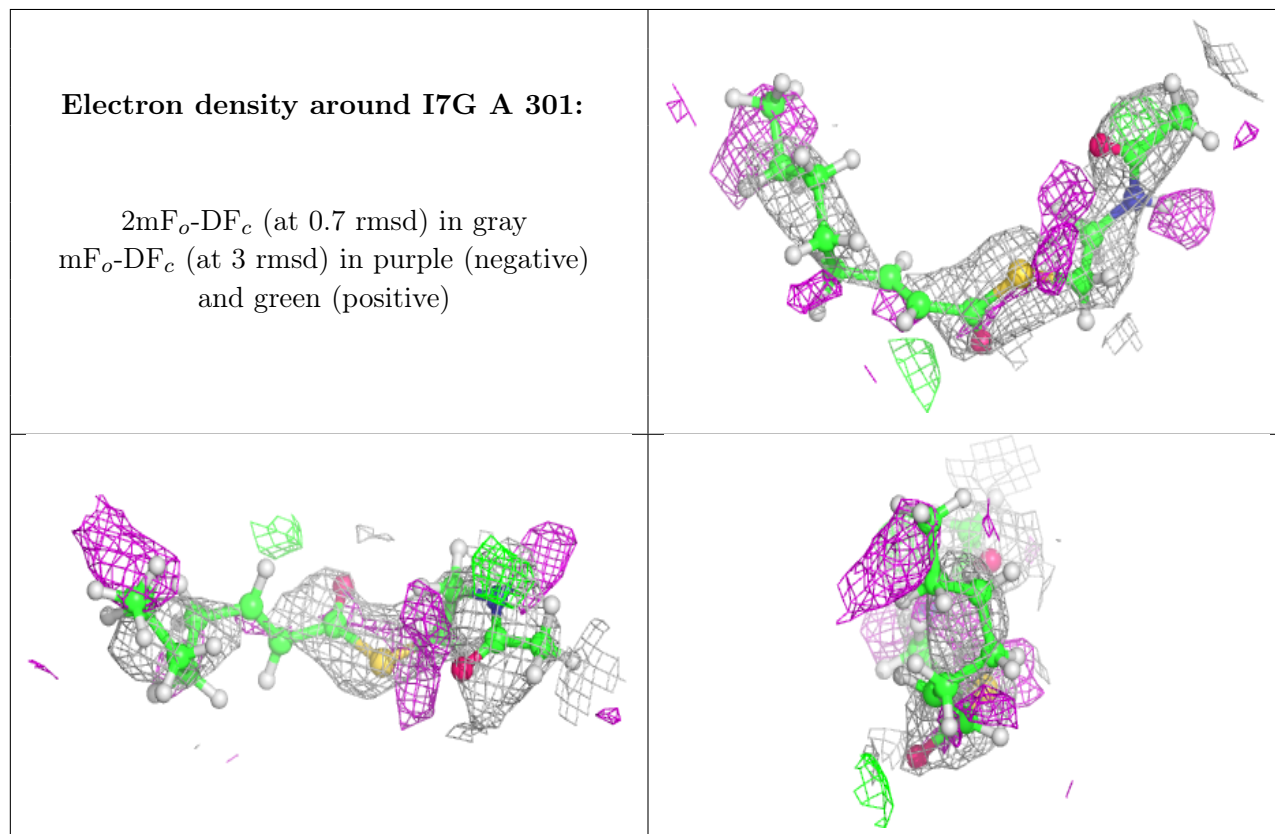 Electron density around I7G A 301:
2mFₒ-DF𝒸 (at 0.7 rmsd) in gray
mFₒ-DF𝒸 (at 3 rmsd) in purple (negative)
and green (positive)